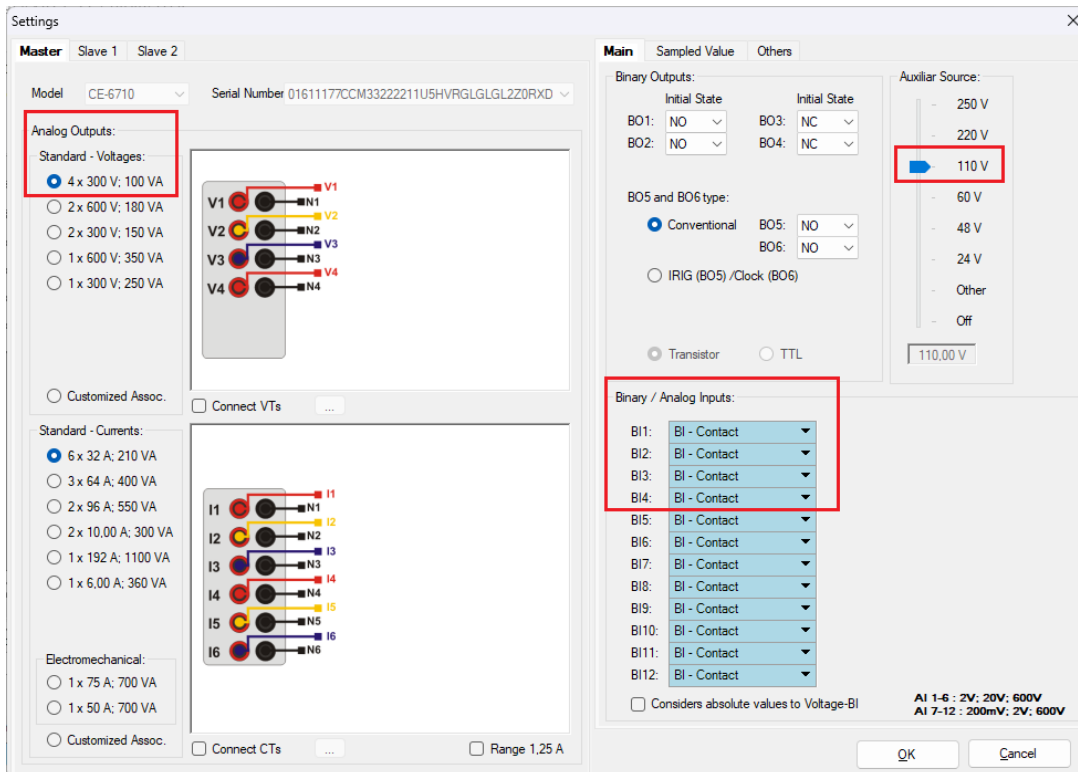 Settings
Master Slave 1 Slave 2
Model CE-6710 Serial Number 01611177CCM33222211U5HVRGLGLGL2Z0RXD
Analog Outputs:
Standard - Voltages:
4 x 300 V; 100 VA
2 x 600 V; 180 VA
2 x 300 V; 150 VA
1 x 600 V; 350 VA
1 x 300 V; 250 VA
Customized Assoc.
V1 V1
N1
V2 V2
N2
V3 V3
N3
V4 V4
N4
Connect VTs ...
Standard - Currents:
6 x 32 A; 210 VA
3 x 64 A; 400 VA
2 x 96 A; 550 VA
2 x 10,00 A; 300 VA
1 x 192 A; 1100 VA
1 x 6,00 A; 360 VA
Electromechanical:
1 x 75 A; 700 VA
1 x 50 A; 700 VA
Customized Assoc.
I1 I1
N1
I2 I2
N2
I3 I3
N3
I4 I4
N4
I5 I5
N5
I6 I6
N6
Connect CTs ... Range 1,25 A
Main Sampled Value Others
Binary Outputs:
Initial State Initial State
BO1: NO BO3: NC
BO2: NO BO4: NC
BO5 and BO6 type:
Conventional BO5: NO
BO6: NO
IRIG (BO5) /Clock (BO6)
Transistor TTL
Auxiliar Source:
250 V
220 V
110 V
60 V
48 V
24 V
Other
Off
110,00 V
Binary / Analog Inputs:
BI1: BI - Contact
BI2: BI - Contact
BI3: BI - Contact
BI4: BI - Contact
BI5: BI - Contact
BI6: BI - Contact
BI7: BI - Contact
BI8: BI - Contact
BI9: BI - Contact
BI10: BI - Contact
BI11: BI - Contact
BI12: BI - Contact
Considers absolute values to Voltage-BI
AI 1-6 : 2V; 20V; 600V
AI 7-12 : 200mV; 2V; 600V
OK Cancel